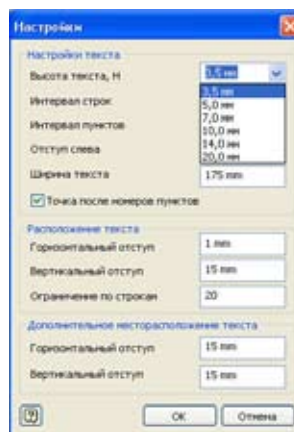 Настройки
Настройки текста
Высота текста, H 3,5 мм
3,5 мм
Интервал строк 5,0 мм
7,0 мм
Интервал пунктов 10,0 мм
14,0 мм
Отступ слева 20,0 мм
Ширина текста 175 mm
Точка после номеров пунктов
Расположение текста
Горизонтальный отступ 1 mm
Вертикальный отступ 15 mm
Ограничение по строкам 20
Дополнительное месторасположение текста
Горизонтальный отступ 15 mm
Вертикальный отступ 15 mm
? OK Отмена